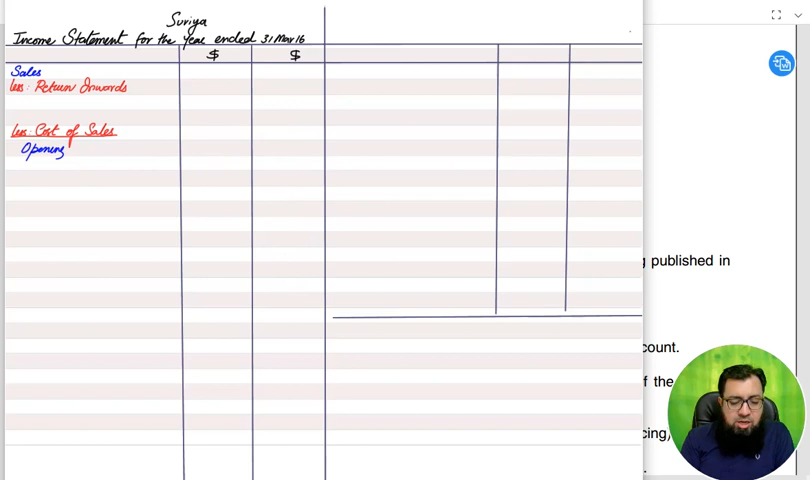 Suriya
Income Statement for the Year ended 31 Mar 16
$ $
Sales
less: Return Inwards
less: Cost of Sales
Opening
g published in
count.
f the
cing,